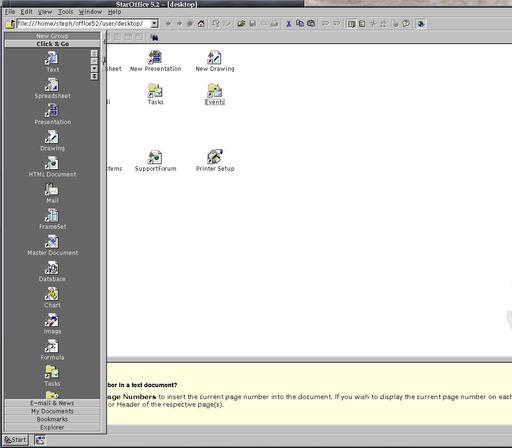 StarOffice 5.2 - [desktop]
File Edit View Tools Window Help
file:///home/steph/office52/user/desktop/
New Group
Click & Go
Text
Spreadsheet
Presentation
Drawing
HTML Document
Mail
FrameSet
Master Document
Database
Chart
Image
Formula
Tasks
E-mail & News
My Documents
Bookmarks
Explorer
sheet New Presentation New Drawing
Tasks Events
stems SupportForum Printer Setup
ber in a text document?
age Numbers to insert the current page number into the document. If you wish to display the current page number on each
or Header of the respective page(s).
Start